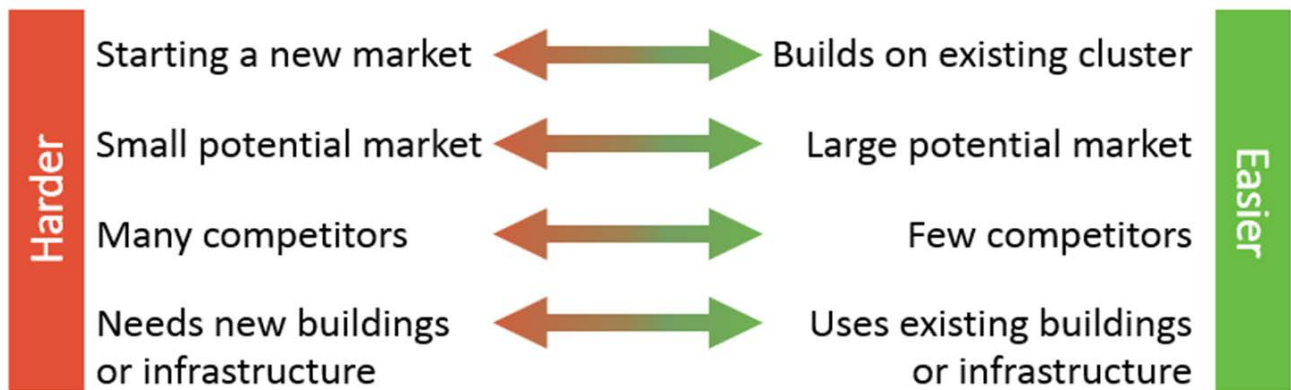 Harder
Starting a new market
Builds on existing cluster
Small potential market
Large potential market
Many competitors
Few competitors
Needs new buildings
or infrastructure
Uses existing buildings
or infrastructure
Easier